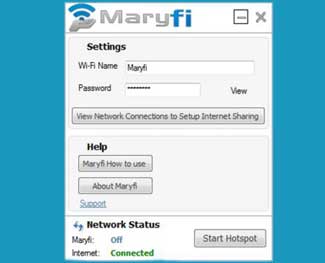 Maryfi
Settings
Wi-Fi Name Maryfi
Password ******** View
View Network Connections to Setup Internet Sharing
Help
Maryfi How to use
About Maryfi
Support
Network Status
Maryfi: Off
Internet: Connected
Start Hotspot